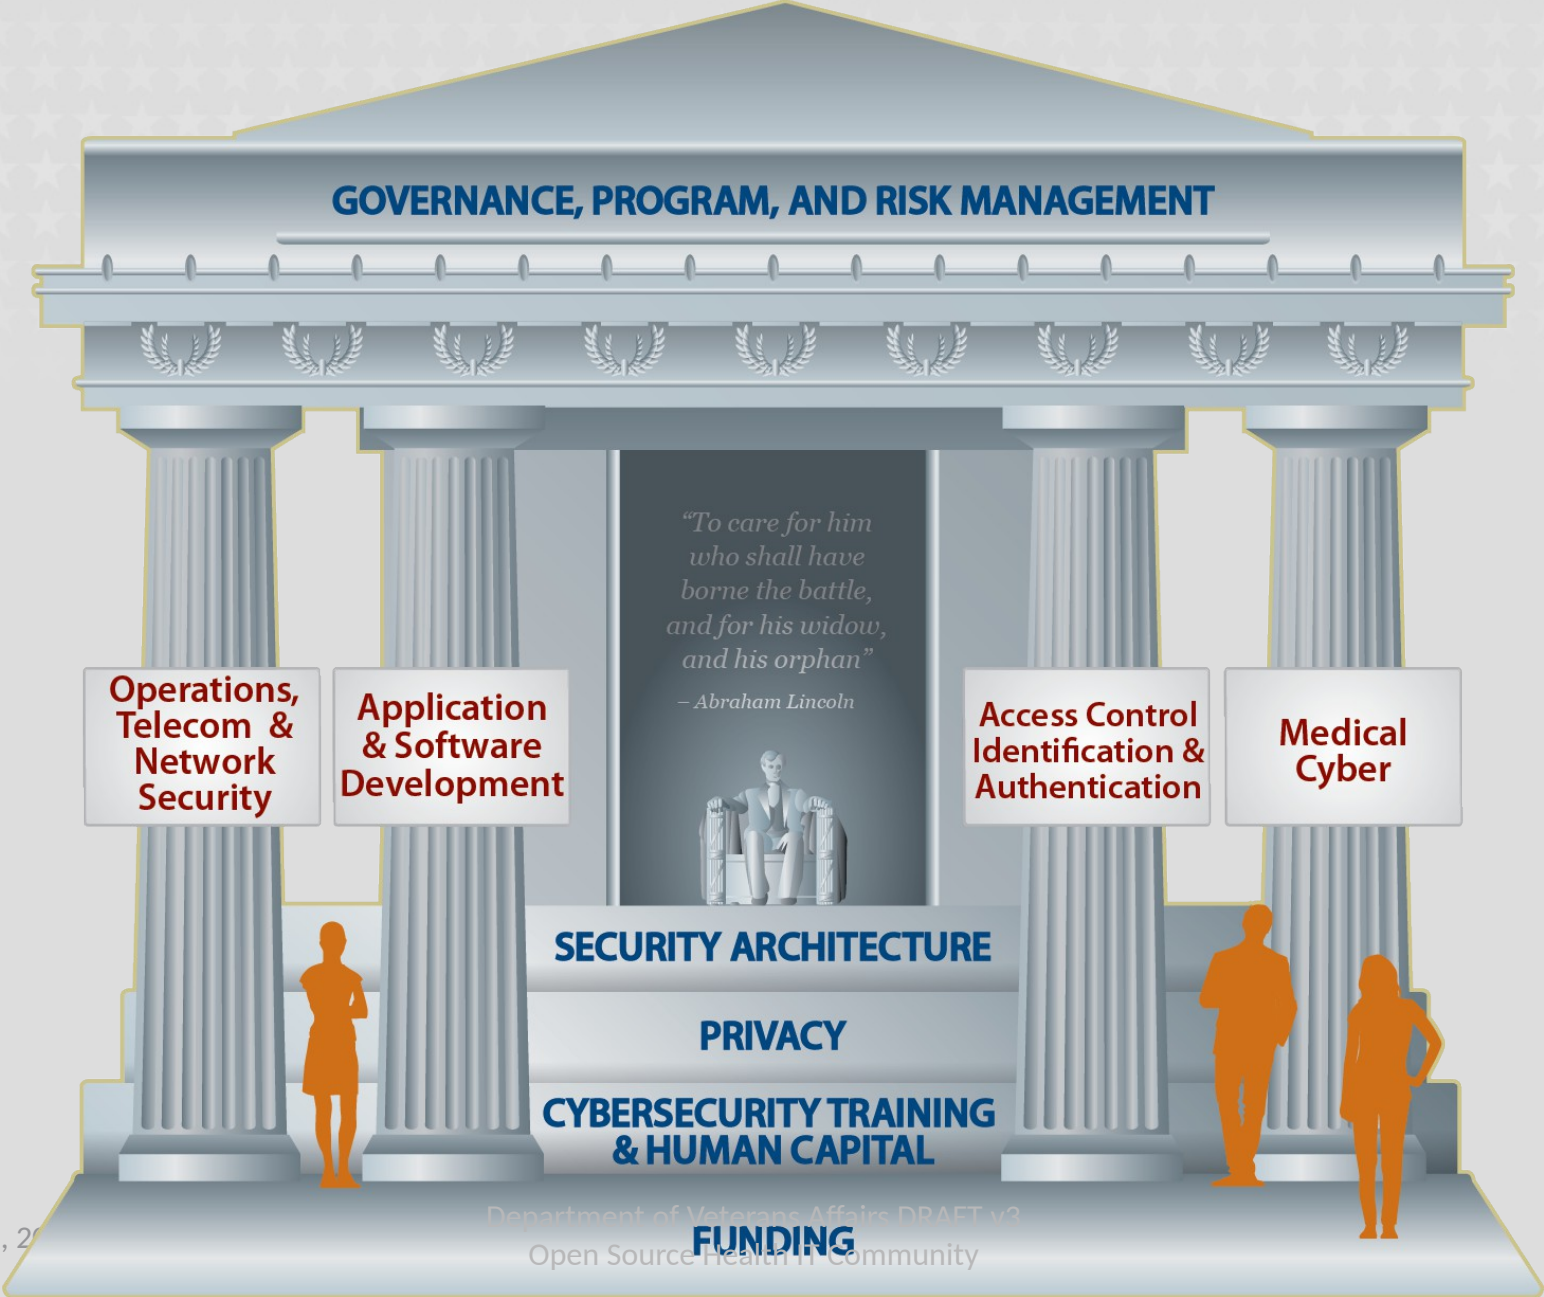 GOVERNANCE, PROGRAM, AND RISK MANAGEMENT
“To care for him
who shall have
borne the battle,
and for his widow,
and his orphan”
– Abraham Lincoln
Operations,
Telecom &
Network
Security
Application
& Software
Development
Access Control
Identification &
Authentication
Medical
Cyber
SECURITY ARCHITECTURE
PRIVACY
CYBERSECURITY TRAINING
& HUMAN CAPITAL
Department of Veterans Affairs DRAFT v3
FUNDING
Open Source Health IT Community